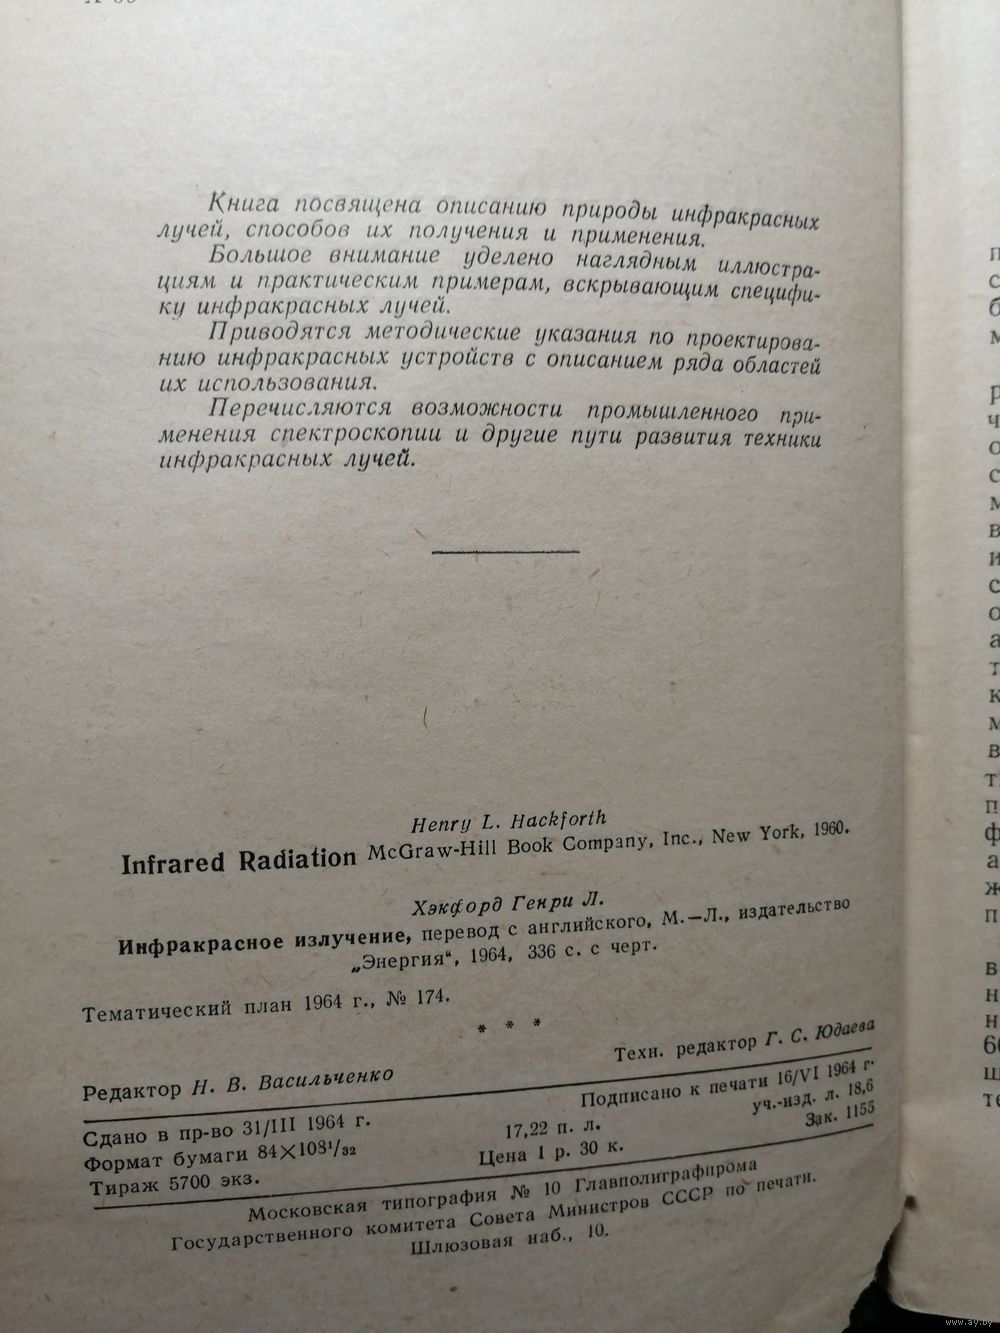 Книга посвящена описанию природы инфракрасных
лучей, способов их получения и применения.
Большое внимание уделено наглядным иллюстра-
циям и практическим примерам, вскрывающим специфи-
ку инфракрасных лучей.
Приводятся методические указания по проектирова-
нию инфракрасных устройств с описанием ряда областей
их использования.
Перечисляются возможности промышленного при-
менения спектроскопии и другие пути развития техники
инфракрасных лучей.
Henry L. Hackforth
Infrared Radiation McGraw-Hill Book Company, Inc., New York, 1960.
Хэкфорд Генри Л.
Инфракрасное излучение, перевод с английского, М.—Л., издательство
„Энергия“, 1964, 336 с. с черт.
Тематический план 1964 г., № 174.
* * *
Редактор Н. В. Васильченко Техн. редактор Г. С. Юдаева
Сдано в пр-во 31/III 1964 г. Подписано к печати 16/VI 1964 г.
Формат бумаги 84×108¹/₃₂ 17,22 п. л. уч.-изд. л. 18,6
Тираж 5700 экз. Цена 1 р. 30 к. Зак. 1155
Московская типография № 10 Главполиграфпрома
Государственного комитета Совета Министров СССР по печати.
Шлюзовая наб., 10.
www.ay.by